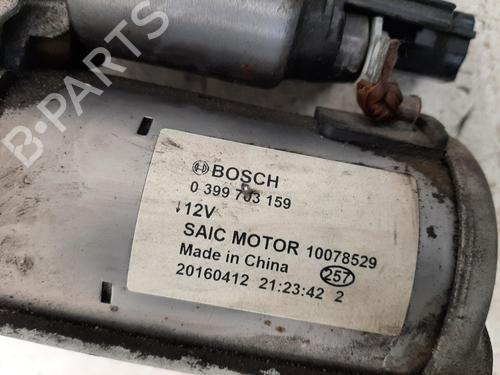 BOSCH
0 399 703 159
↓12V
SAIC MOTOR 10078529
Made in China
257
20160412 21:23:42 2
B-PARTS